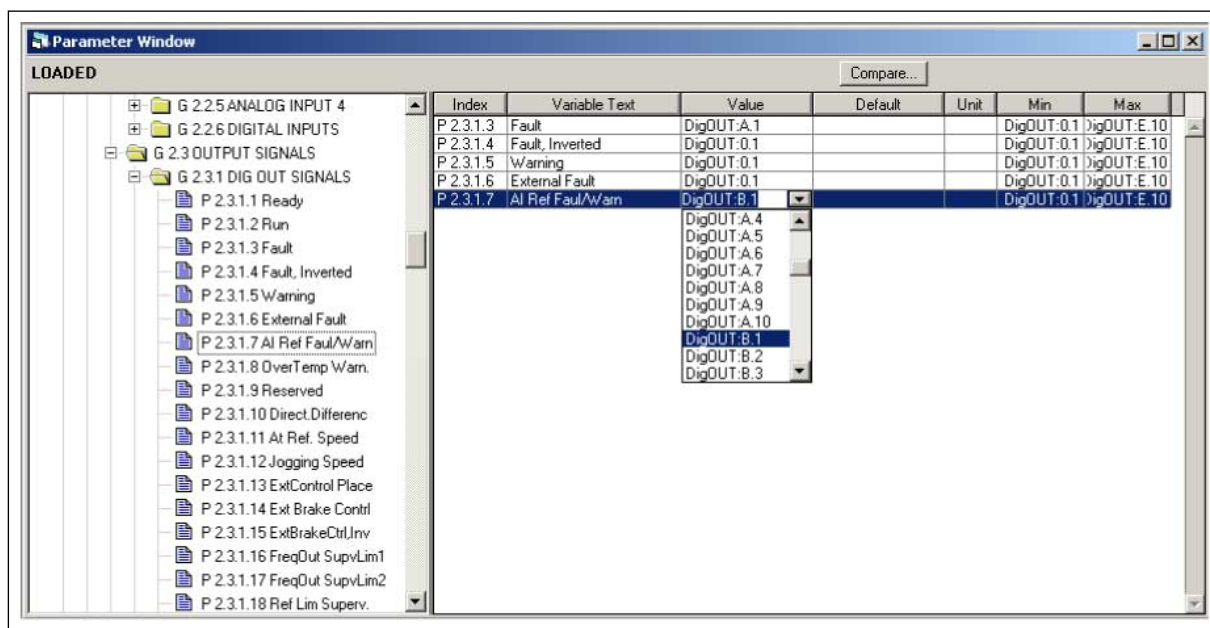 Parameter Window
LOADED
Compare...
G 2.2.5 ANALOG INPUT 4
G 2.2.6 DIGITAL INPUTS
G 2.3 OUTPUT SIGNALS
G 2.3.1 DIG OUT SIGNALS
P 2.3.1.1 Ready
P 2.3.1.2 Run
P 2.3.1.3 Fault
P 2.3.1.4 Fault, Inverted
P 2.3.1.5 Warning
P 2.3.1.6 External Fault
P 2.3.1.7 AI Ref Faul/Warn
P 2.3.1.8 OverTemp Warn.
P 2.3.1.9 Reserved
P 2.3.1.10 Direct.Differenc
P 2.3.1.11 At Ref. Speed
P 2.3.1.12 Jogging Speed
P 2.3.1.13 ExtControl Place
P 2.3.1.14 Ext Brake Contrl
P 2.3.1.15 ExtBrakeCtrl,Inv
P 2.3.1.16 FreqOut SupvLim1
P 2.3.1.17 FreqOut SupvLim2
P 2.3.1.18 Ref Lim Superv.
Index Variable Text Value Default Unit Min Max
P 2.3.1.3 Fault DigOUT:A.1 DigOUT:0.1 DigOUT:E.10
P 2.3.1.4 Fault, Inverted DigOUT:0.1 DigOUT:0.1 DigOUT:E.10
P 2.3.1.5 Warning DigOUT:0.1 DigOUT:0.1 DigOUT:E.10
P 2.3.1.6 External Fault DigOUT:0.1 DigOUT:0.1 DigOUT:E.10
P 2.3.1.7 AI Ref Faul/Warn DigOUT:B.1 DigOUT:0.1 DigOUT:E.10
DigOUT:A.4
DigOUT:A.5
DigOUT:A.6
DigOUT:A.7
DigOUT:A.8
DigOUT:A.9
DigOUT:A.10
DigOUT:B.1
DigOUT:B.2
DigOUT:B.3